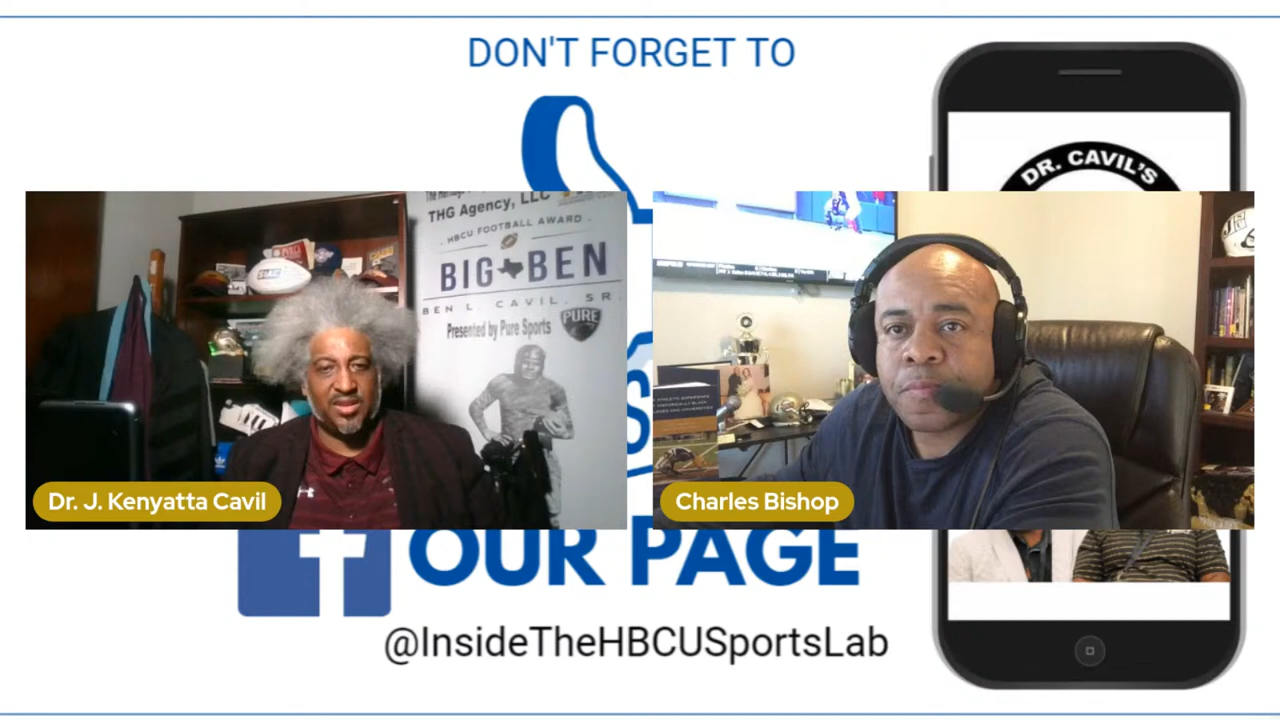 DON'T FORGET TO
DR. CAVIL'S
THG Agency, LLC
HBCU FOOTBALL AWARD
BIG BEN
BEN L. CAVIL, SR.
Presented by Pure Sports
PURE
Dr. J. Kenyatta Cavil
Charles Bishop
OUR PAGE
@InsideTheHBCUSportsLab